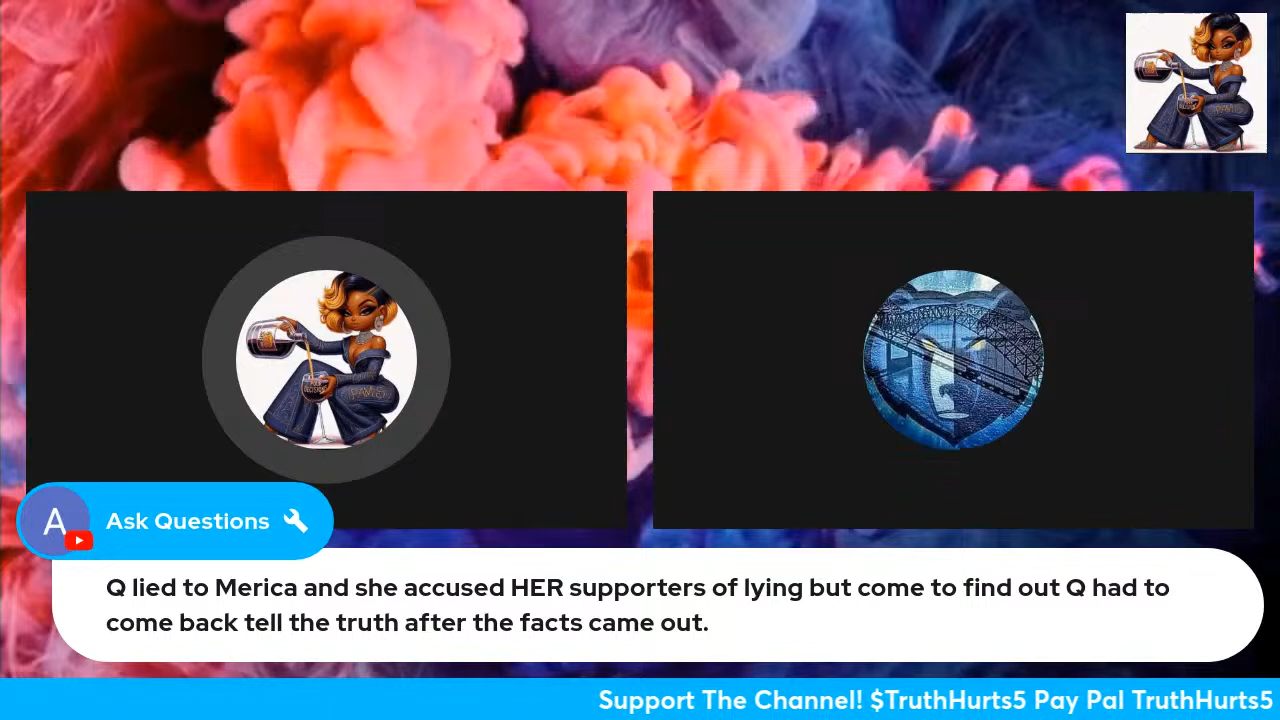 A
Ask Questions
Q lied to Merica and she accused HER supporters of lying but come to find out Q had to
come back tell the truth after the facts came out.
Support The Channel! $TruthHurts5 Pay Pal TruthHurts5